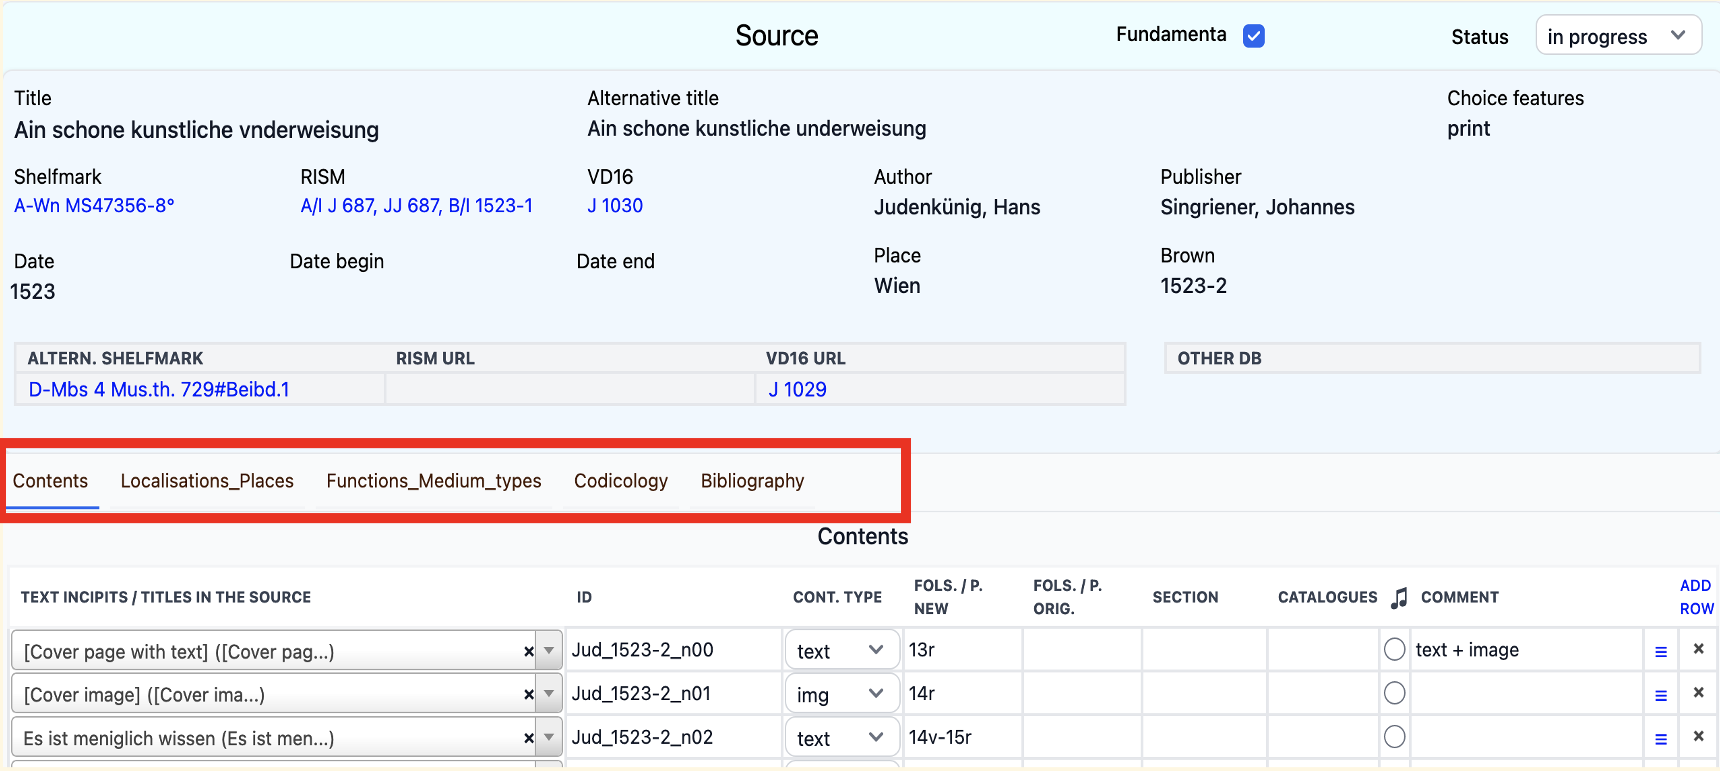 Source
Fundamenta
Status
in progress
Title
Alternative title
Choice features
Ain schone kunstliche vnderweisung
Ain schone kunstliche underweisung
print
Shelfmark
RISM
VD16
Author
Publisher
A-Wn MS47356-8°
A/I J 687, JJ 687, B/I 1523-1
J 1030
Judenkünig, Hans
Singriener, Johannes
Date
Date begin
Date end
Place
Brown
1523
Wien
1523-2
ALTERN. SHELFMARK
RISM URL
VD16 URL
OTHER DB
D-Mbs 4 Mus.th. 729#Beibd.1
J 1029
Contents Localisations_Places Functions_Medium_types Codicology Bibliography
Contents
TEXT INCIPITS / TITLES IN THE SOURCE
ID
CONT. TYPE
FOLS. / P. NEW
FOLS. / P. ORIG.
SECTION
CATALOGUES
COMMENT
ADD ROW
[Cover page with text] ([Cover pag...) × Jud_1523-2_n00 text 13r text + image ≡ ×
[Cover image] ([Cover ima...) × Jud_1523-2_n01 img 14r ≡ ×
Es ist meniglich wissen (Es ist men...) × Jud_1523-2_n02 text 14v-15r ≡ ×